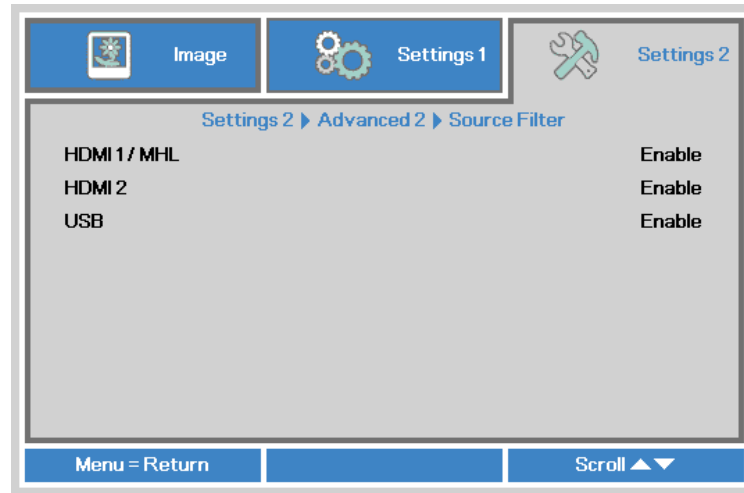 Image
Settings 1
Settings 2
Settings 2 ▶ Advanced 2 ▶ Source Filter
HDMI 1 / MHL Enable
HDMI 2 Enable
USB Enable
Menu = Return
Scroll ▲▼